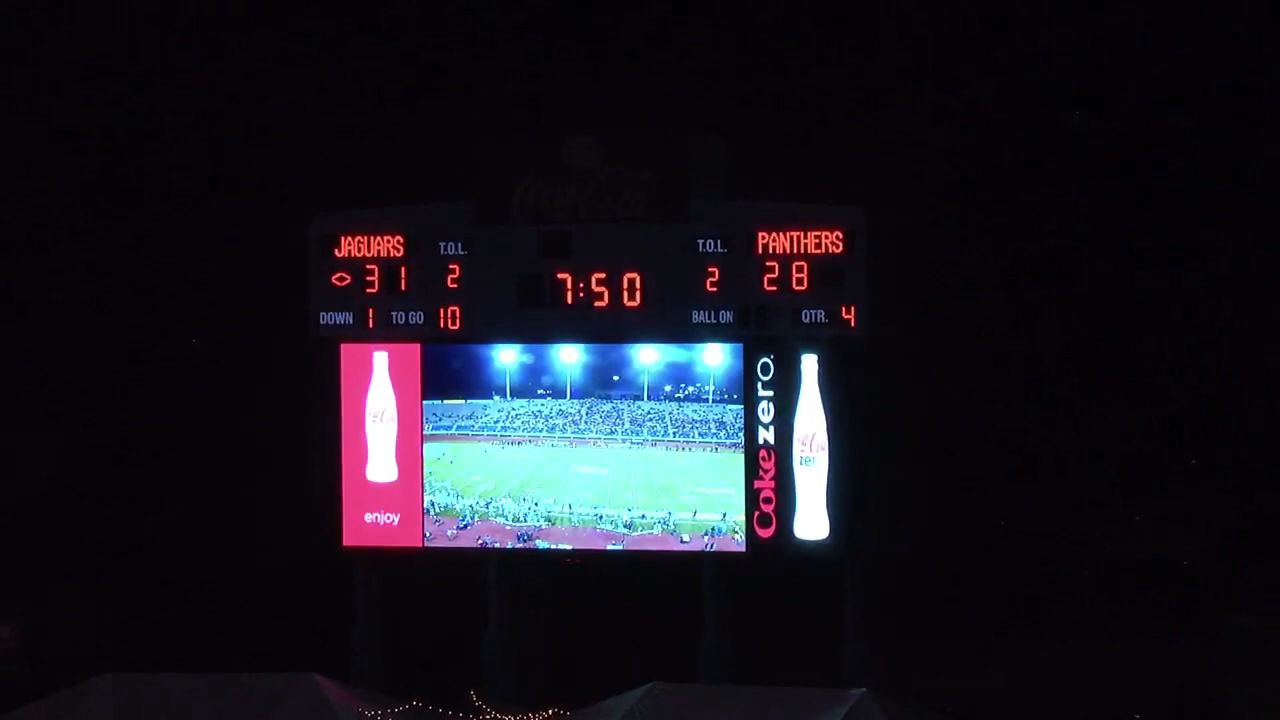 JAGUARS T.O.L. T.O.L. PANTHERS
31 2 7:50 2 28
DOWN 1 TO GO 10 BALL ON QTR. 4
enjoy
Coke zero